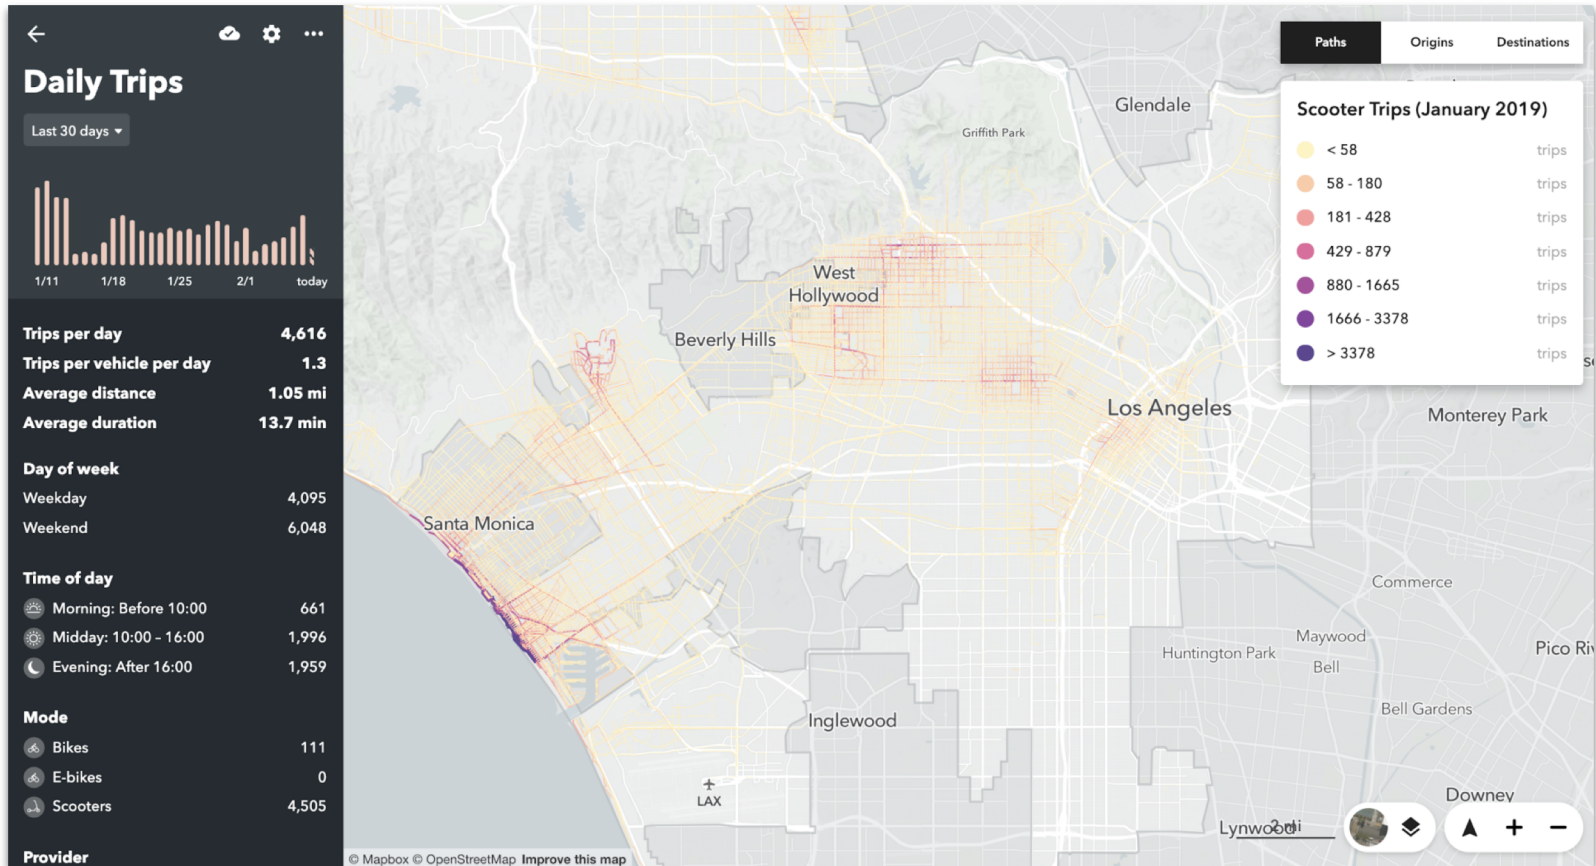 Daily Trips
Last 30 days
1/11 1/18 1/25 2/1 today
Trips per day 4,616
Trips per vehicle per day 1.3
Average distance 1.05 mi
Average duration 13.7 min
Day of week
Weekday 4,095
Weekend 6,048
Time of day
Morning: Before 10:00 661
Midday: 10:00 – 16:00 1,996
Evening: After 16:00 1,959
Mode
Bikes 111
E-bikes 0
Scooters 4,505
Provider
Paths Origins Destinations
Scooter Trips (January 2019)
< 58 trips
58 - 180 trips
181 - 428 trips
429 - 879 trips
880 - 1665 trips
1666 - 3378 trips
> 3378 trips
Glendale
Griffith Park
West
Hollywood
Beverly Hills
Los Angeles
Monterey Park
Santa Monica
Commerce
Maywood
Huntington Park
Bell
Pico Riv
Bell Gardens
Inglewood
LAX
Downey
Lynwood
2 mi
© Mapbox © OpenStreetMap Improve this map